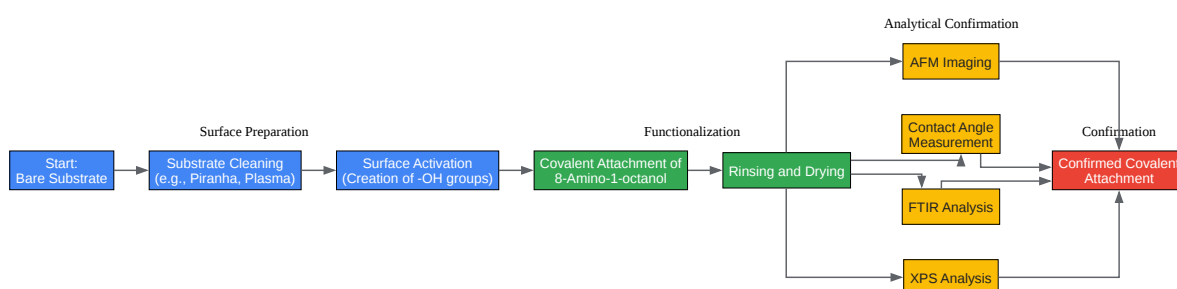 Analytical Confirmation
AFM Imaging
Surface Preparation
Functionalization
Contact Angle
Measurement
Confirmation
Start:
Bare Substrate
Substrate Cleaning
(e.g., Piranha, Plasma)
Surface Activation
(Creation of -OH groups)
Covalent Attachment of
8-Amino-1-octanol
Rinsing and Drying
Confirmed Covalent
Attachment
FTIR Analysis
XPS Analysis